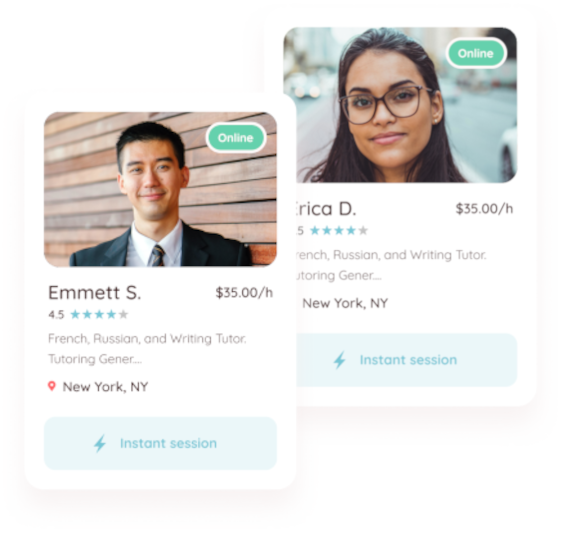 Online
Emmett S. $35.00/h
4.5
French, Russian, and Writing Tutor.
Tutoring Gener....
New York, NY
Instant session
Online
rica D. $35.00/h
5
rench, Russian, and Writing Tutor.
utoring Gener....
New York, NY
Instant session